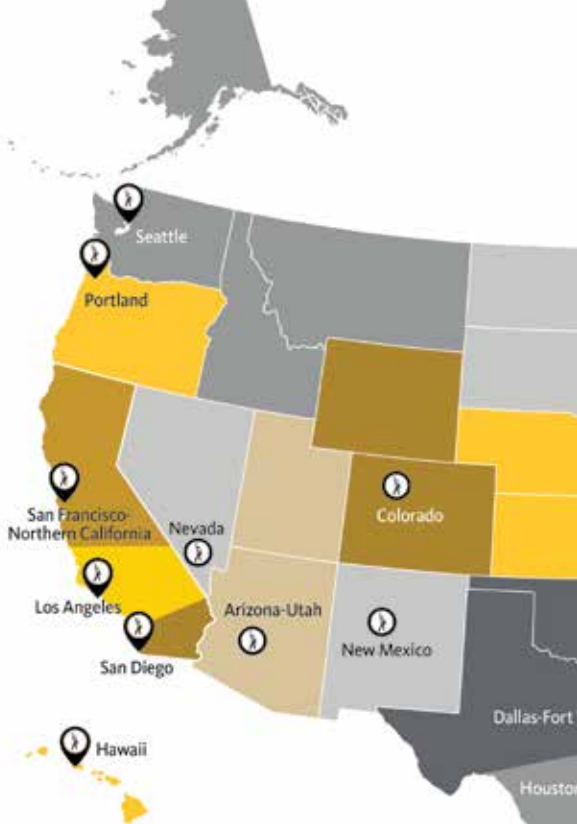 Seattle
Portland
San Francisco-
Northern California
Nevada
Colorado
Los Angeles
Arizona-Utah
San Diego
New Mexico
Dallas-Fort
Hawaii
Houston